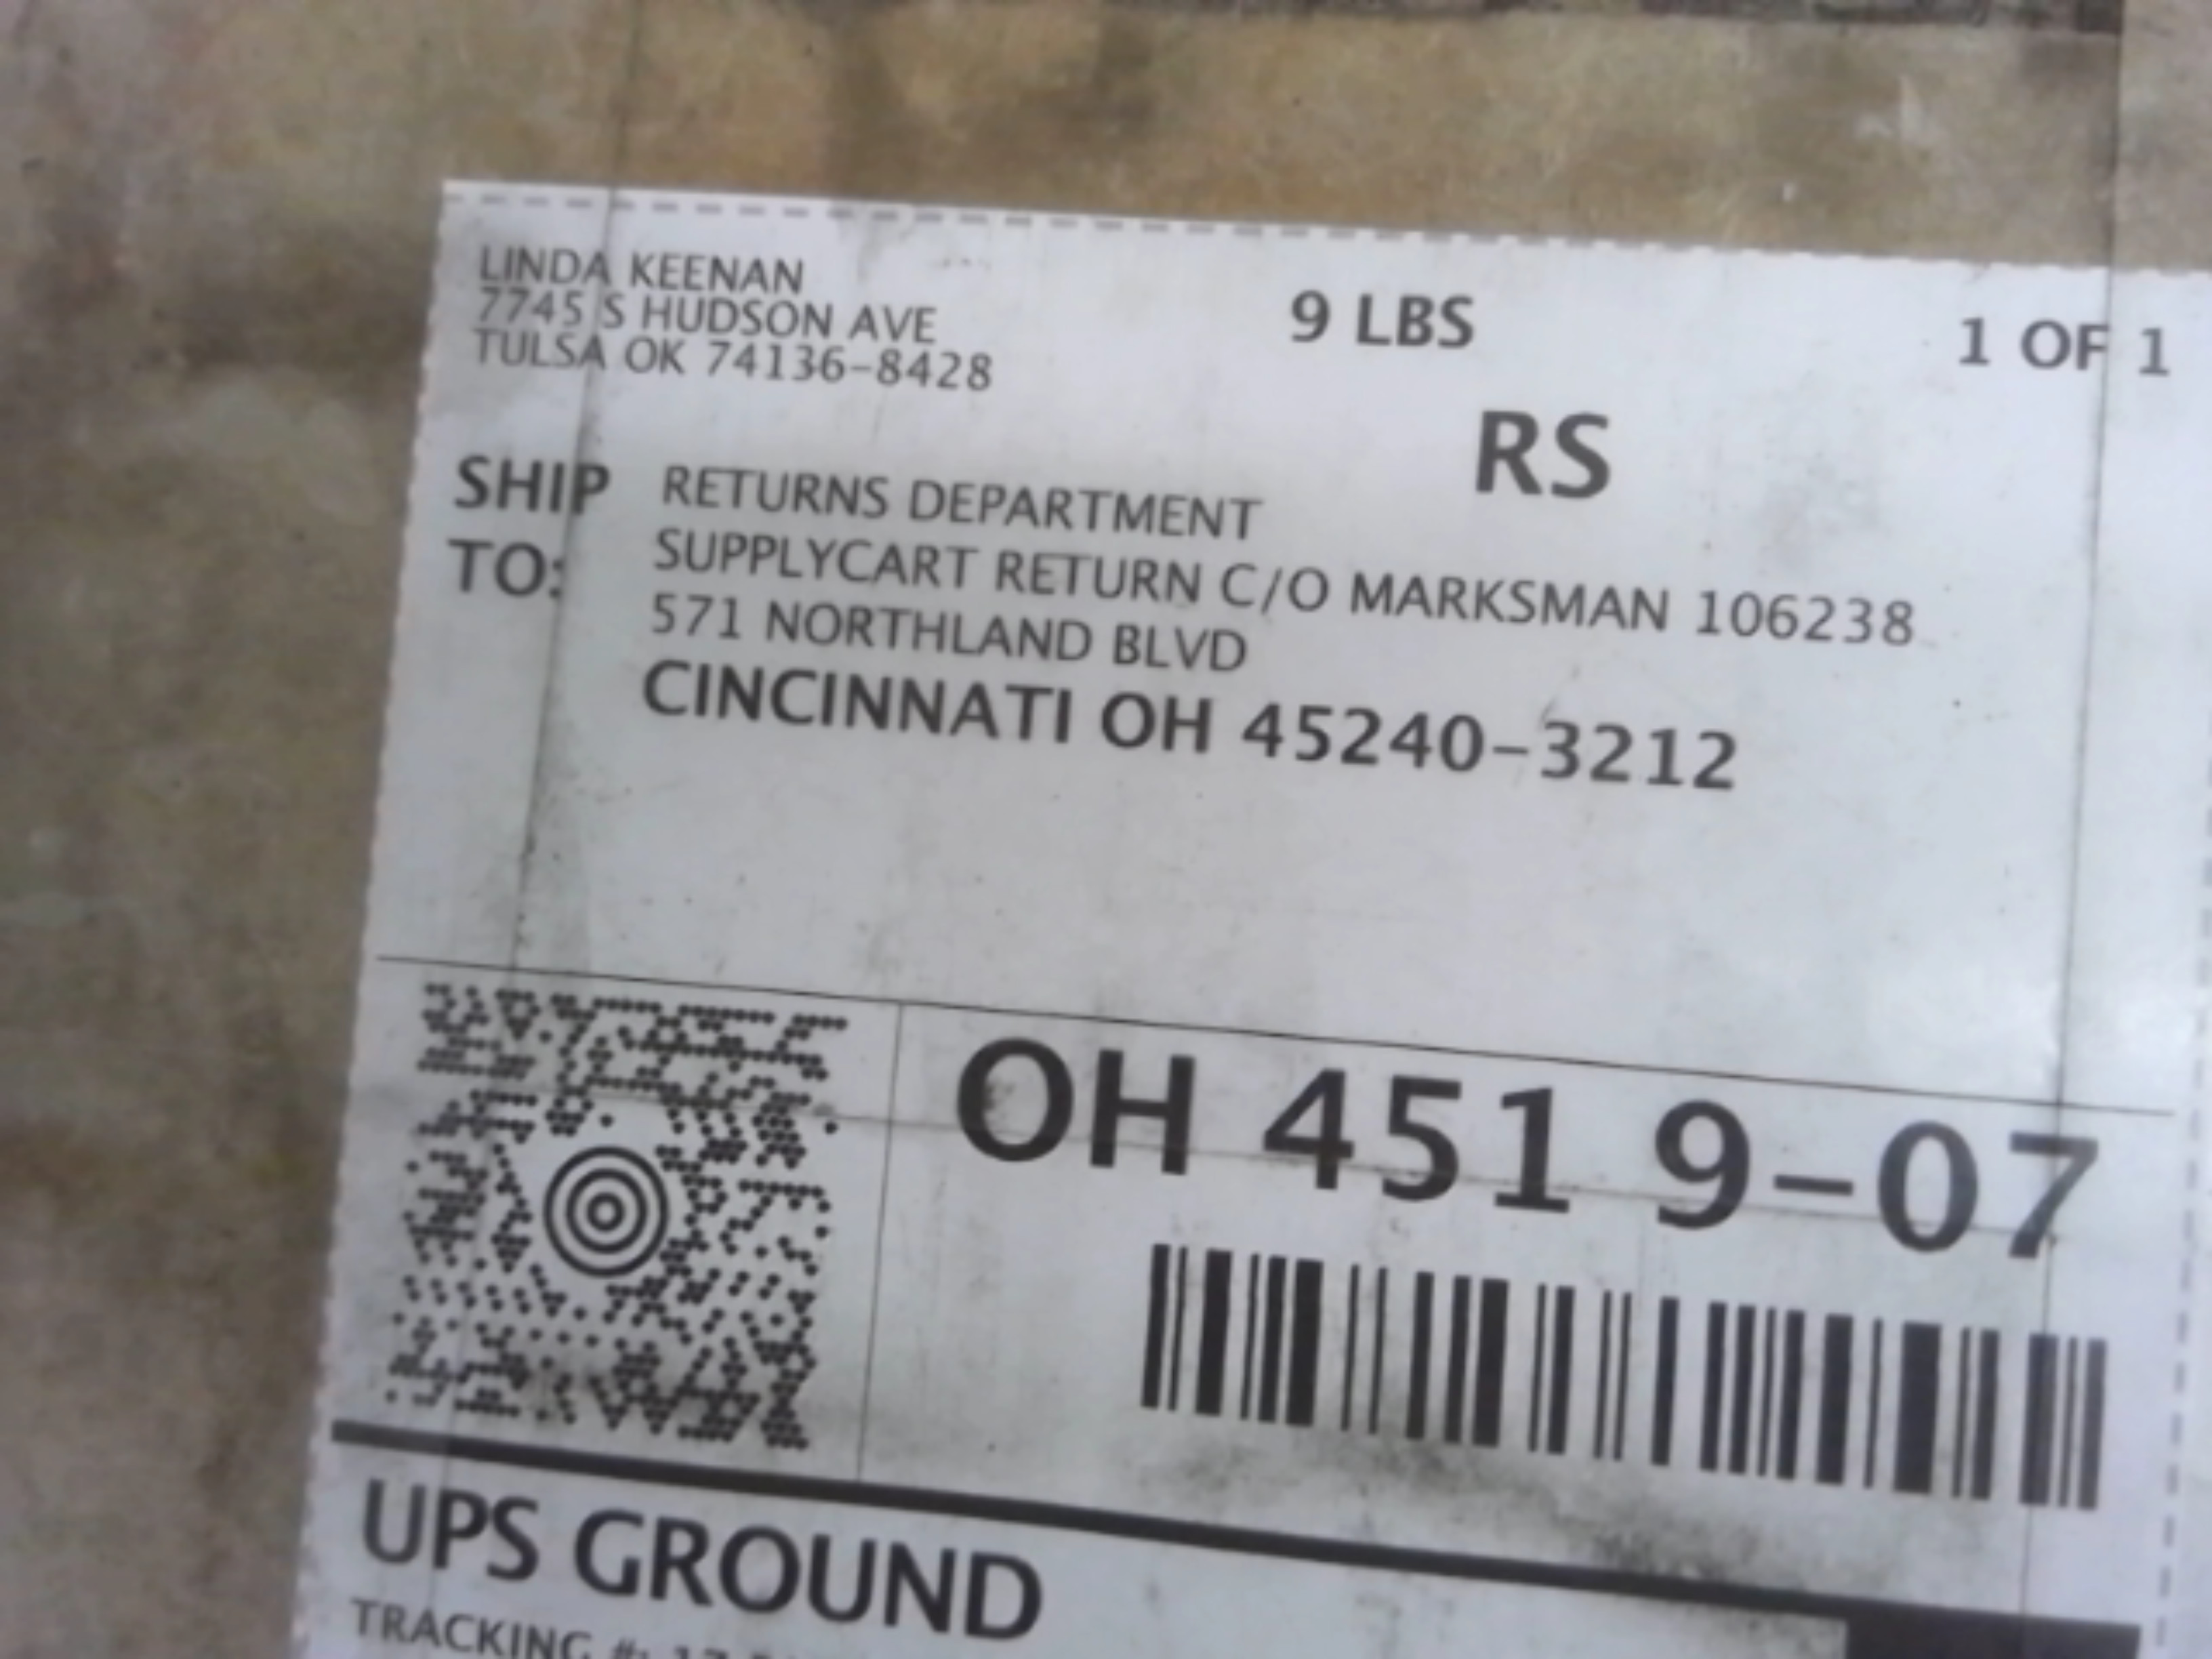 LINDA KEENAN
7745 S HUDSON AVE
TULSA OK 74136-8428
9 LBS
1 OF 1
RS
SHIP TO:
RETURNS DEPARTMENT
SUPPLYCART RETURN C/O MARKSMAN 106238
571 NORTHLAND BLVD
CINCINNATI OH 45240-3212
OH 451 9-07
UPS GROUND
TRACKING #: